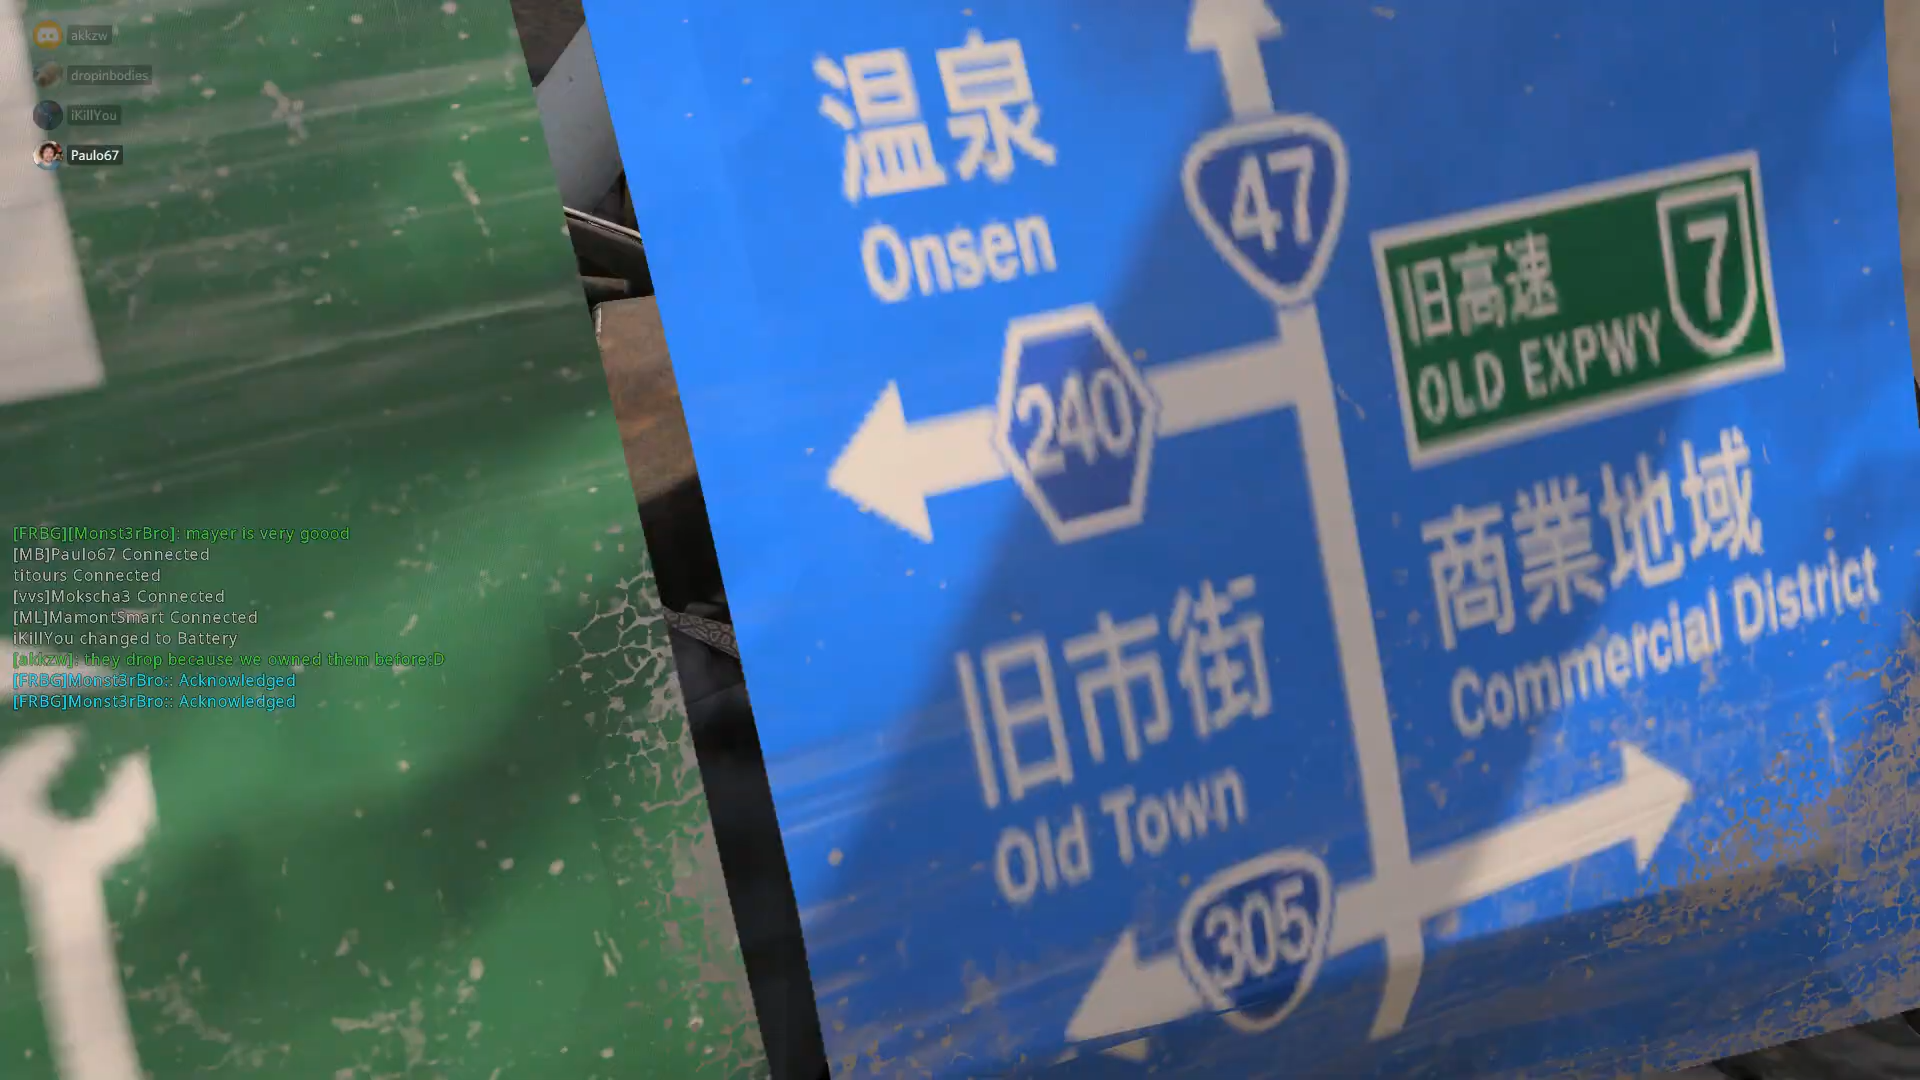 akkzw
dropinbodies
iKillYou
Paulo67
温泉
Onsen
47
旧高速
OLD EXPWY
7
240
商業地域
Commercial District
旧市街
Old Town
305
[FRBG][Monst3rBro]: mayer is very goood
[MB]Paulo67 Connected
titours Connected
[vvs]Mokscha3 Connected
[ML]MamontSmart Connected
iKillYou changed to Battery
[akkzw]: they drop because we owned them before:D
[FRBG]Monst3rBro:: Acknowledged
[FRBG]Monst3rBro:: Acknowledged